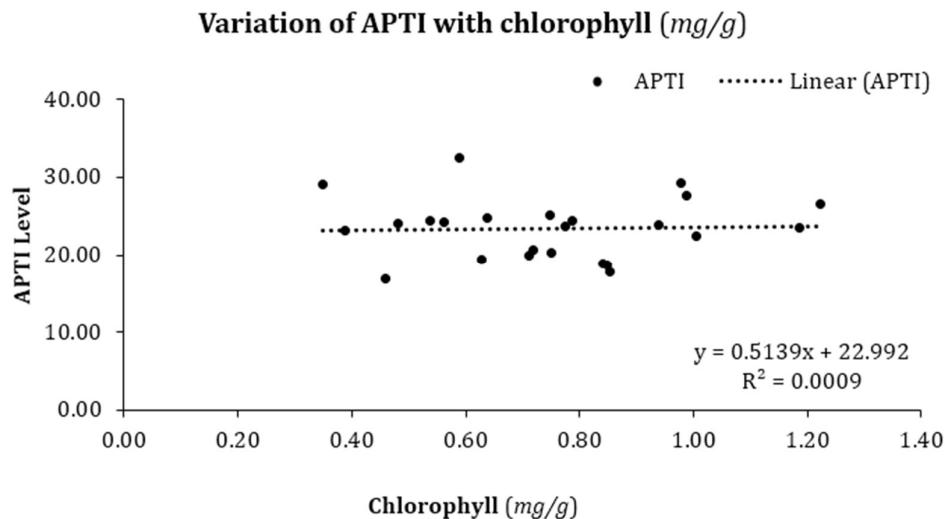 Variation of APTI with chlorophyll (mg/g)
APTI Linear (APTI)
40.00
30.00
20.00
10.00
0.00
APTI Level
y = 0.5139x + 22.992
R² = 0.0009
0.00 0.20 0.40 0.60 0.80 1.00 1.20 1.40
Chlorophyll (mg/g)